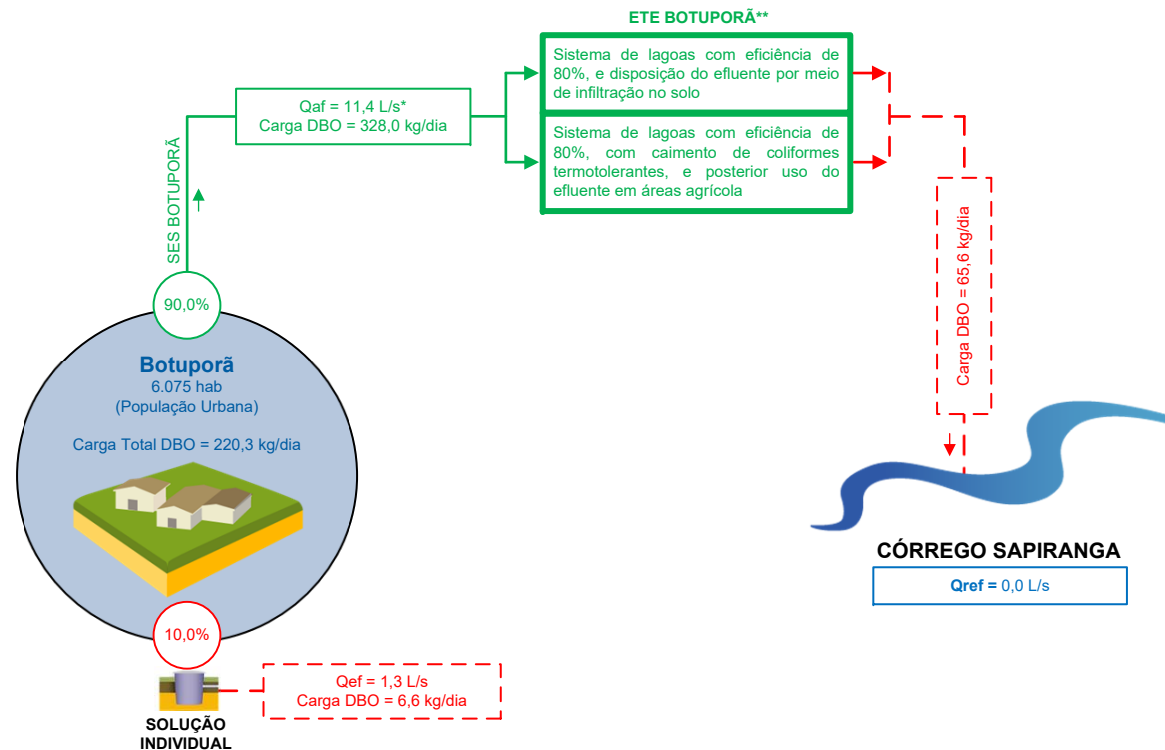 ETE BOTUPORÃ**
Sistema de lagoas com eficiência de
80%, e disposição do efluente por meio
de infiltração no solo
Sistema de lagoas com eficiência de
80%, com caimento de coliformes
termotolerantes, e posterior uso do
efluente em áreas agrícola
Qaf = 11,4 L/s*
Carga DBO = 328,0 kg/dia
SES BOTUPORÃ
90,0%
Botuporã
6.075 hab
(População Urbana)
Carga Total DBO = 220,3 kg/dia
10,0%
Qef = 1,3 L/s
Carga DBO = 6,6 kg/dia
SOLUÇÃO
INDIVIDUAL
Carga DBO = 65,6 kg/dia
CÓRREGO SAPIRANGA
Qref = 0,0 L/s